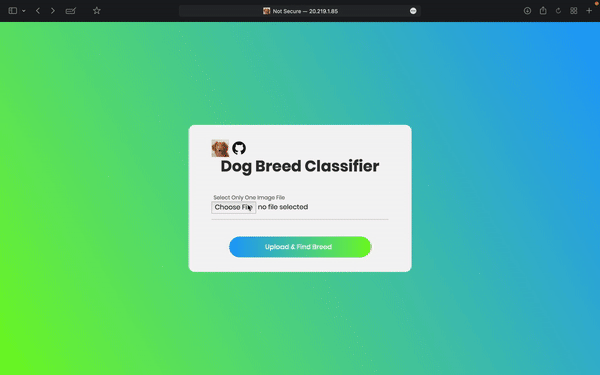 Not Secure — 20.219.1.85
Dog Breed Classifier
Select Only One Image File
Choose File no file selected
Upload & Find Breed